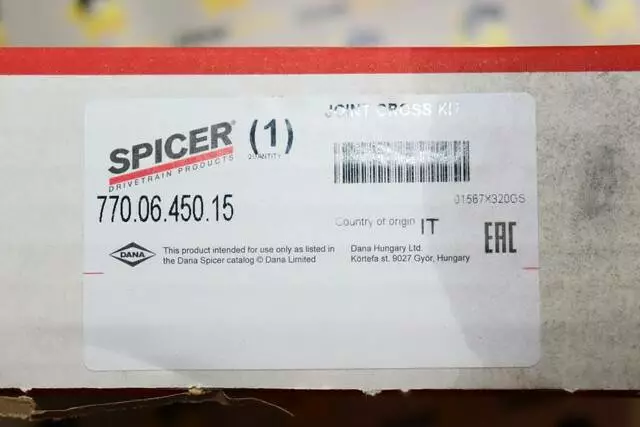 SPICER®
DRIVETRAIN PRODUCTS
(1)
QUANTITY
JOINT CROSS KIT
770.06.450.15
01567X320GS
Country of origin IT
EAC
DANA
This product intended for use only as listed in
the Dana Spicer catalog © Dana Limited
Dana Hungary Ltd.
Körtefa st. 9027 Győr, Hungary